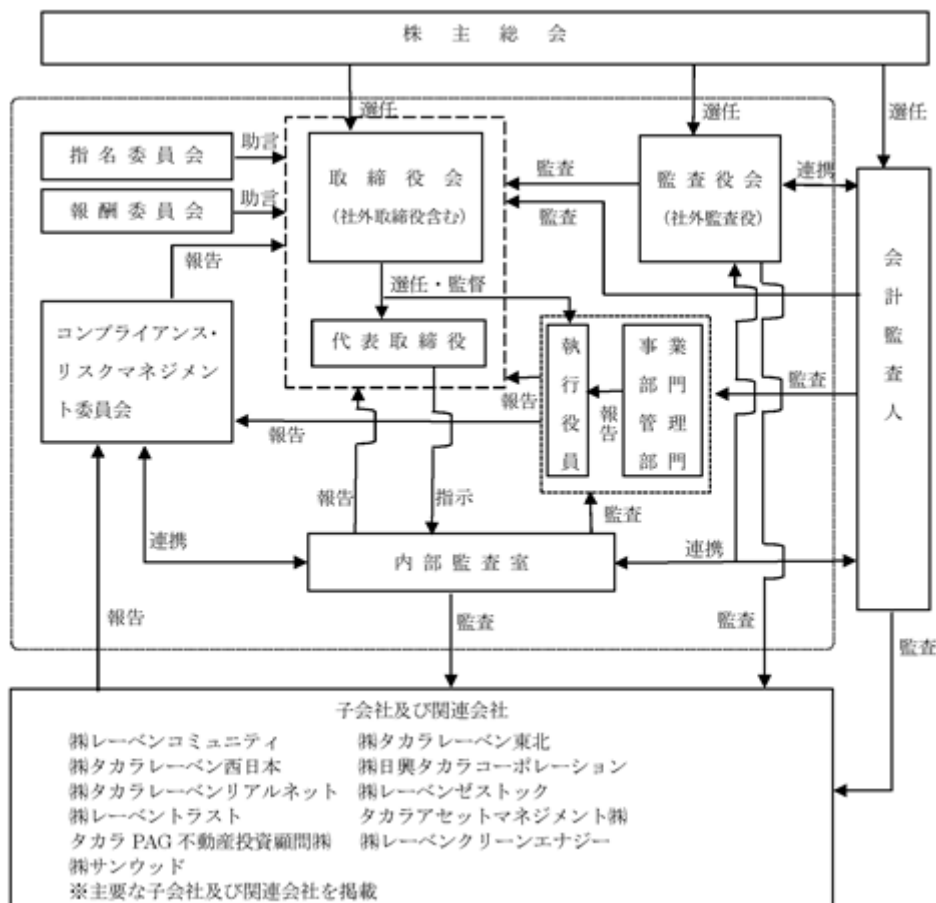 株主総会
選任
選任
選任
指名委員会
助言
報酬委員会
助言
取締役会
(社外取締役含む)
監査
監査
監査役会
(社外監査役)
連携
報告
選任・監督
代表取締役
コンプライアンス・
リスクマネジメン
ト委員会
執行役員
報告
事業部門管理部門
報告
報告
監査
会計監査人
報告
指示
監査
連携
内部監査室
連携
報告
監査
監査
監査
子会社及び関連会社
㈱レーベンコミュニティ ㈱タカラレーベン東北
㈱タカラレーベン西日本 ㈱日興タカラコーポレーション
㈱タカラレーベンリアルネット ㈱レーベンゼストック
㈱レーベントラスト タカラアセットマネジメント㈱
タカラ PAG 不動産投資顧問㈱ ㈱レーベンクリーンエナジー
㈱サンウッド
※主要な子会社及び関連会社を掲載